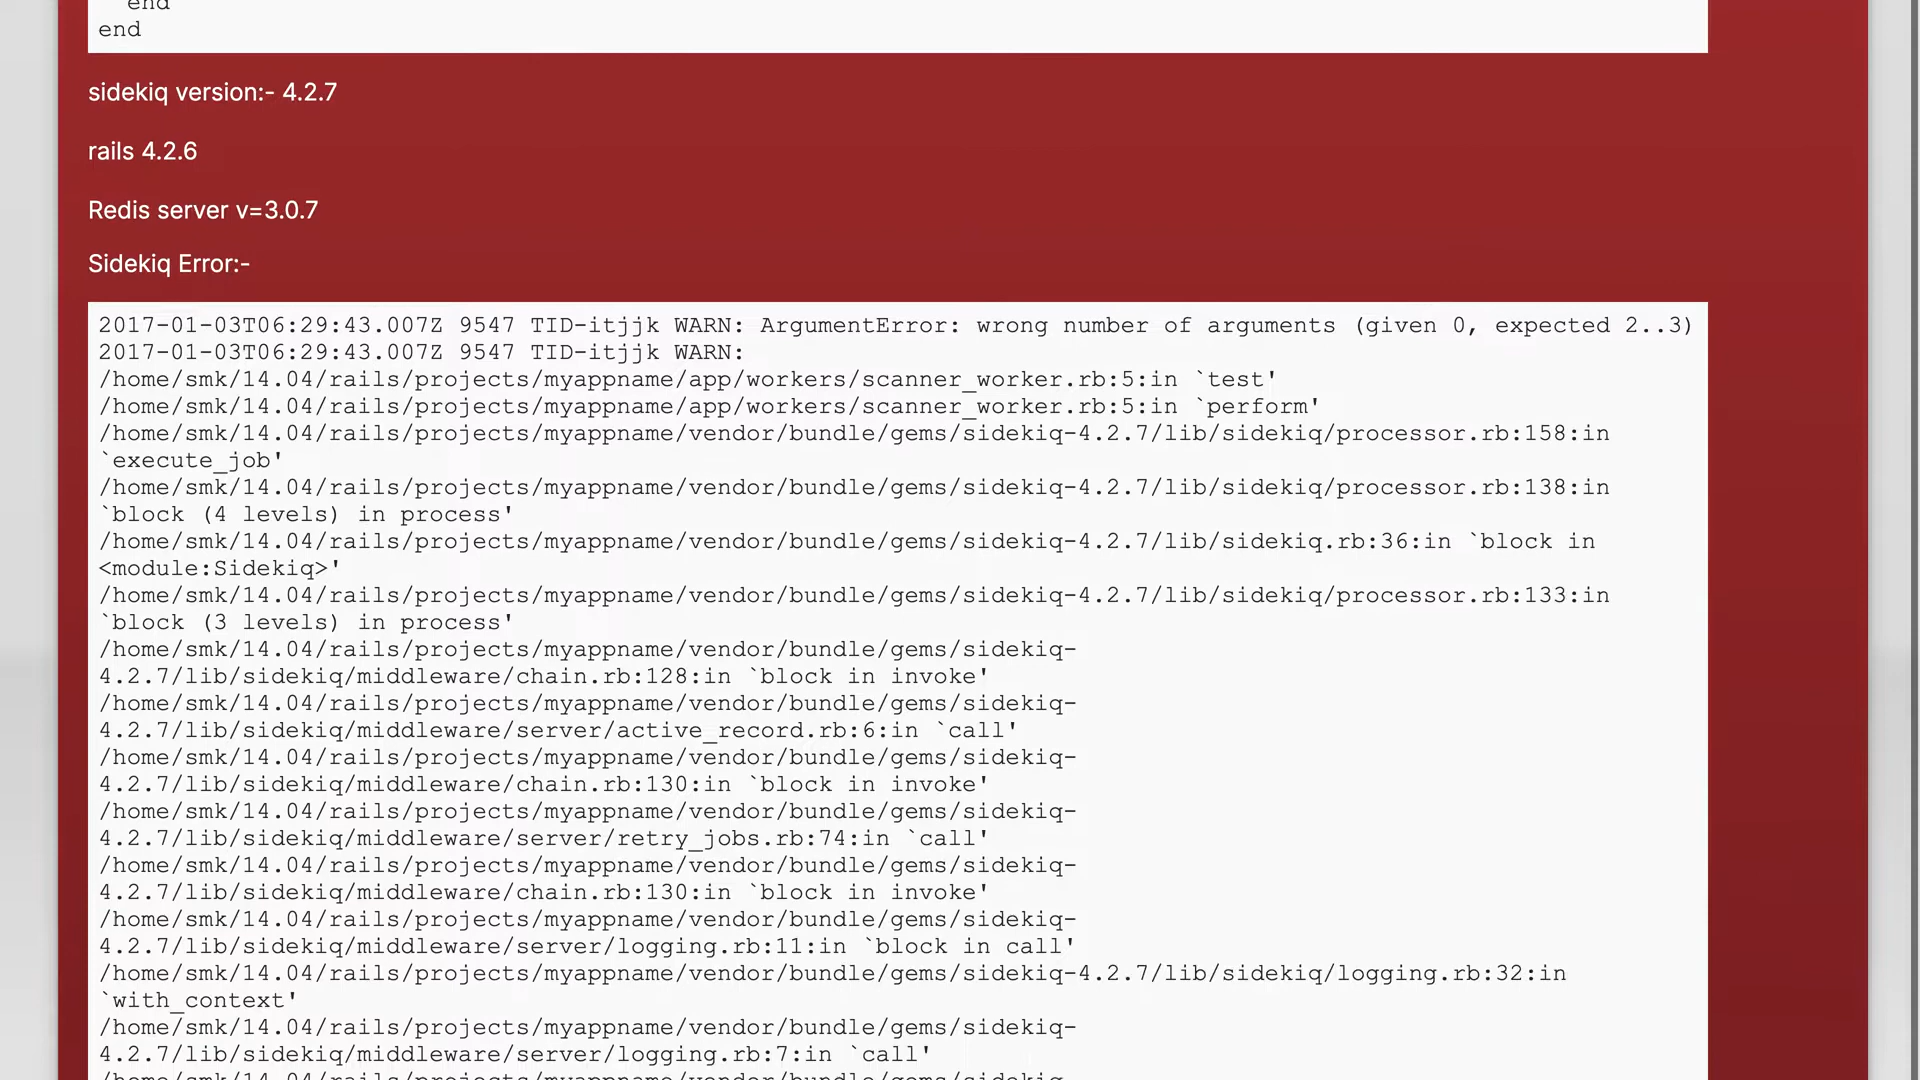 end
end
sidekiq version:- 4.2.7
rails 4.2.6
Redis server v=3.0.7
Sidekiq Error:-
2017-01-03T06:29:43.007Z 9547 TID-itjjk WARN: ArgumentError: wrong number of arguments (given 0, expected 2..3)
2017-01-03T06:29:43.007Z 9547 TID-itjjk WARN:
/home/smk/14.04/rails/projects/myappname/app/workers/scanner_worker.rb:5:in `test'
/home/smk/14.04/rails/projects/myappname/app/workers/scanner_worker.rb:5:in `perform'
/home/smk/14.04/rails/projects/myappname/vendor/bundle/gems/sidekiq-4.2.7/lib/sidekiq/processor.rb:158:in
`execute_job'
/home/smk/14.04/rails/projects/myappname/vendor/bundle/gems/sidekiq-4.2.7/lib/sidekiq/processor.rb:138:in
`block (4 levels) in process'
/home/smk/14.04/rails/projects/myappname/vendor/bundle/gems/sidekiq-4.2.7/lib/sidekiq.rb:36:in `block in
<module:Sidekiq>'
/home/smk/14.04/rails/projects/myappname/vendor/bundle/gems/sidekiq-4.2.7/lib/sidekiq/processor.rb:133:in
`block (3 levels) in process'
/home/smk/14.04/rails/projects/myappname/vendor/bundle/gems/sidekiq-
4.2.7/lib/sidekiq/middleware/chain.rb:128:in `block in invoke'
/home/smk/14.04/rails/projects/myappname/vendor/bundle/gems/sidekiq-
4.2.7/lib/sidekiq/middleware/server/active_record.rb:6:in `call'
/home/smk/14.04/rails/projects/myappname/vendor/bundle/gems/sidekiq-
4.2.7/lib/sidekiq/middleware/chain.rb:130:in `block in invoke'
/home/smk/14.04/rails/projects/myappname/vendor/bundle/gems/sidekiq-
4.2.7/lib/sidekiq/middleware/server/retry_jobs.rb:74:in `call'
/home/smk/14.04/rails/projects/myappname/vendor/bundle/gems/sidekiq-
4.2.7/lib/sidekiq/middleware/chain.rb:130:in `block in invoke'
/home/smk/14.04/rails/projects/myappname/vendor/bundle/gems/sidekiq-
4.2.7/lib/sidekiq/middleware/server/logging.rb:11:in `block in call'
/home/smk/14.04/rails/projects/myappname/vendor/bundle/gems/sidekiq-4.2.7/lib/sidekiq/logging.rb:32:in
`with_context'
/home/smk/14.04/rails/projects/myappname/vendor/bundle/gems/sidekiq-
4.2.7/lib/sidekiq/middleware/server/logging.rb:7:in `call'
/home/smk/14.04/rails/projects/myappname/vendor/bundle/gems/sidekiq-